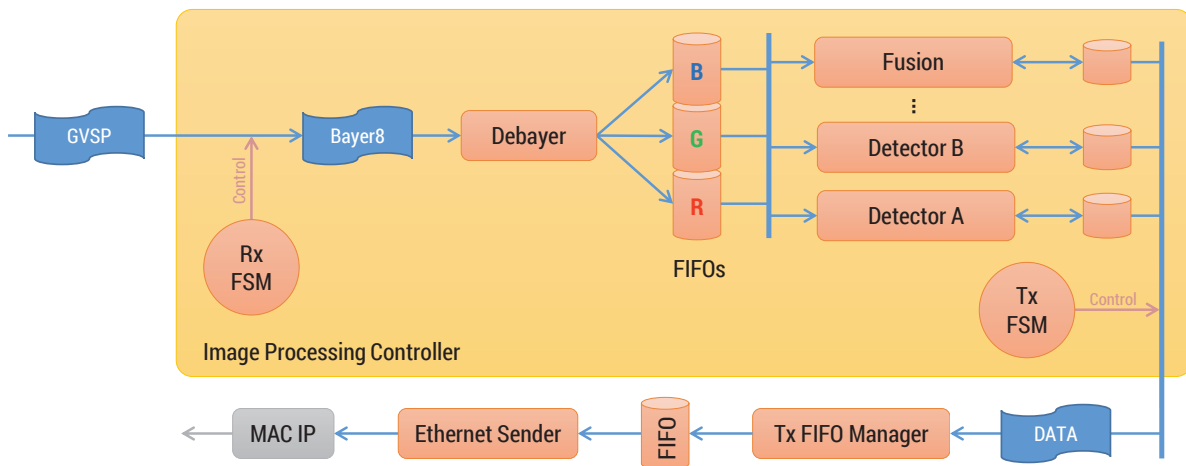 B
Fusion
...
GVSP
Bayer8
Debayer
G
Detector B
Control
R
Detector A
Rx
FSM
FIFOs
Tx
FSM
Control
Image Processing Controller
MAC IP
Ethernet Sender
FIFO
Tx FIFO Manager
DATA